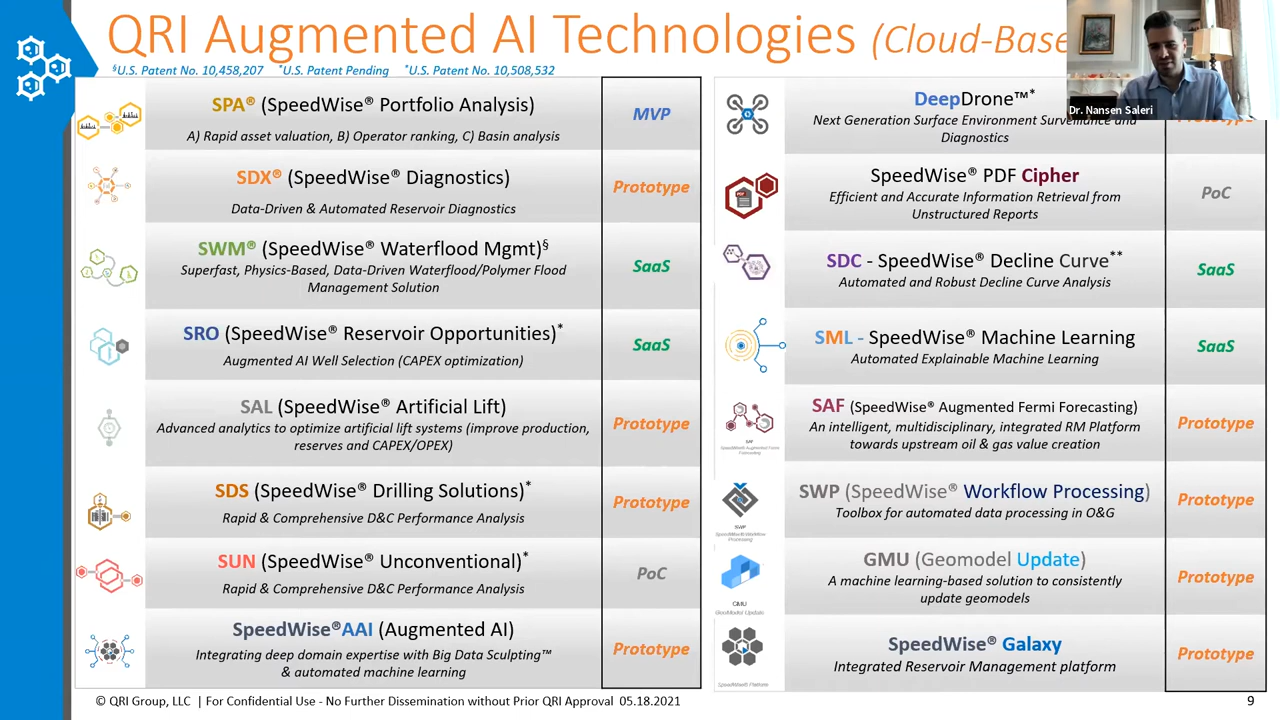 QRI Augmented AI Technologies (Cloud-Base
§U.S. Patent No. 10,458,207 *U.S. Patent Pending *U.S. Patent No. 10,508,532
Dr. Nansen Saleri
SPA® (SpeedWise® Portfolio Analysis)
A) Rapid asset valuation, B) Operator ranking, C) Basin analysis
MVP
SDX® (SpeedWise® Diagnostics)
Data-Driven & Automated Reservoir Diagnostics
Prototype
SWM® (SpeedWise® Waterflood Mgmt)§
Superfast, Physics-Based, Data-Driven Waterflood/Polymer Flood
Management Solution
SaaS
SRO (SpeedWise® Reservoir Opportunities)*
Augmented AI Well Selection (CAPEX optimization)
SaaS
SAL (SpeedWise® Artificial Lift)
Advanced analytics to optimize artificial lift systems (improve production,
reserves and CAPEX/OPEX)
Prototype
SDS (SpeedWise® Drilling Solutions)*
Rapid & Comprehensive D&C Performance Analysis
Prototype
SUN (SpeedWise® Unconventional)*
Rapid & Comprehensive D&C Performance Analysis
PoC
SpeedWise®AAI (Augmented AI)
Integrating deep domain expertise with Big Data Sculpting™
& automated machine learning
Prototype
DeepDrone™*
Next Generation Surface Environment Surveillance and
Diagnostics
Prototype
SpeedWise® PDF Cipher
Efficient and Accurate Information Retrieval from
Unstructured Reports
PoC
SDC - SpeedWise® Decline Curve**
Automated and Robust Decline Curve Analysis
SaaS
SML - SpeedWise® Machine Learning
Automated Explainable Machine Learning
SaaS
SAF (SpeedWise® Augmented Fermi Forecasting)
An intelligent, multidisciplinary, integrated RM Platform
towards upstream oil & gas value creation
Prototype
SWP
SpeedWise® Workflow
Processing
SWP (SpeedWise® Workflow Processing)
Toolbox for automated data processing in O&G
Prototype
GMU
GeoModel Update
GMU (Geomodel Update)
A machine learning-based solution to consistently
update geomodels
Prototype
SpeedWise® Platform
SpeedWise® Galaxy
Integrated Reservoir Management platform
Prototype
© QRI Group, LLC | For Confidential Use - No Further Dissemination without Prior QRI Approval 05.18.2021
9